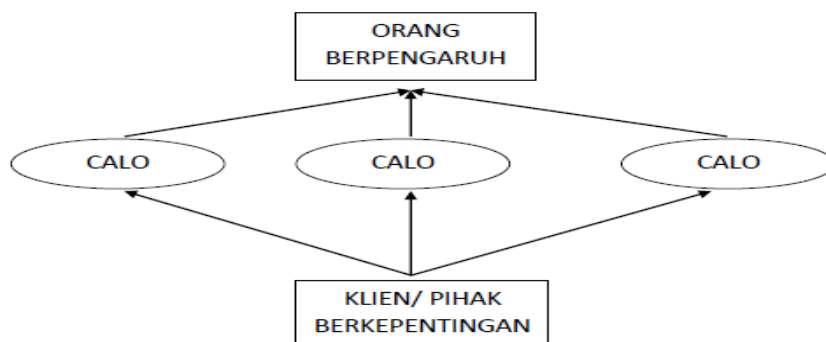 ORANG
BERPENGARUH
CALO
CALO
CALO
KLIEN/ PIHAK
BERKEPENTINGAN